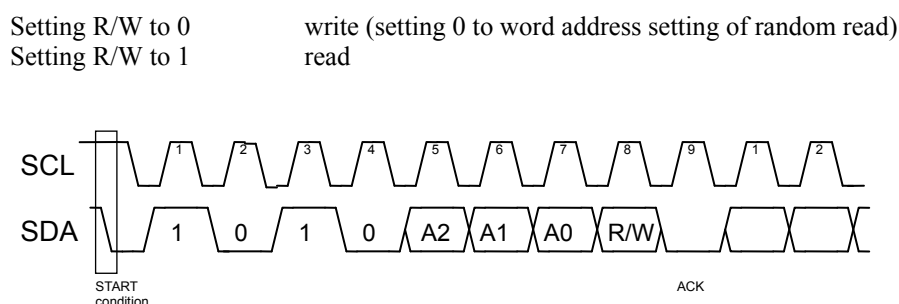 Setting R/W to 0 write (setting 0 to word address setting of random read)
Setting R/W to 1 read
SCL 1 2 3 4 5 6 7 8 9 1 2
SDA 1 0 1 0 A2 A1 A0 R/W
START ACK
condition